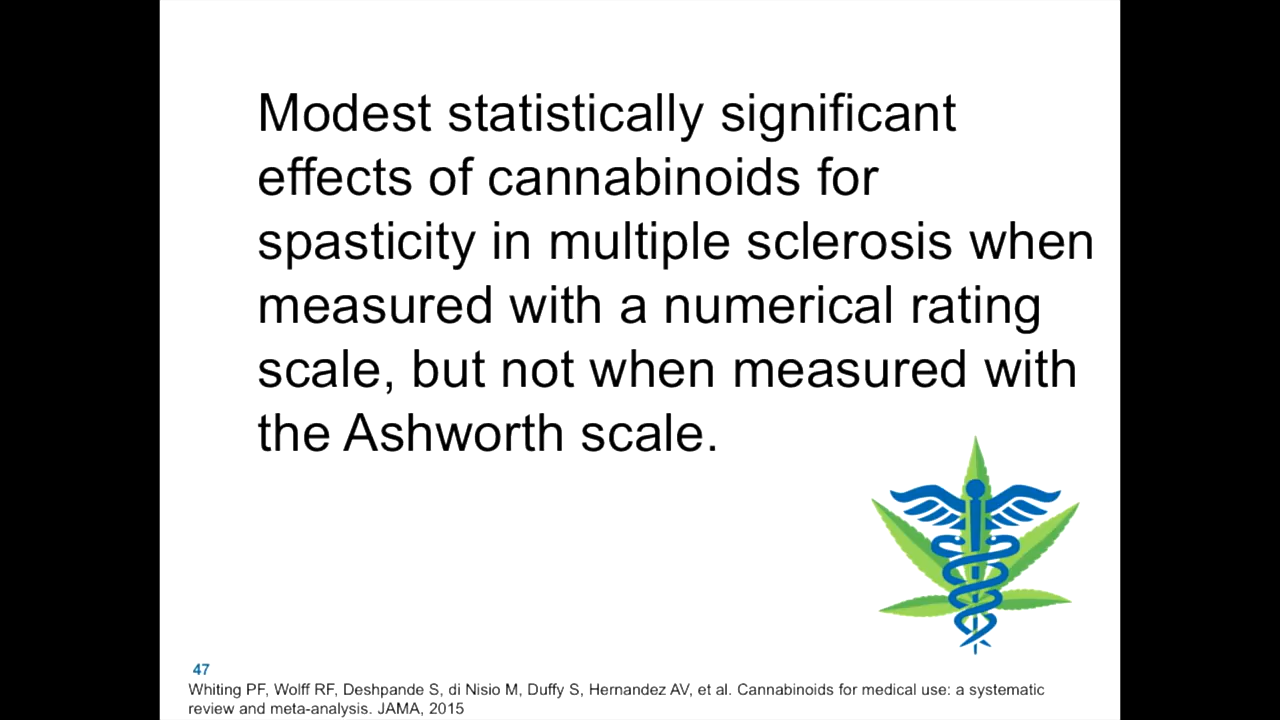 Modest statistically significant
effects of cannabinoids for
spasticity in multiple sclerosis when
measured with a numerical rating
scale, but not when measured with
the Ashworth scale.
47
Whiting PF, Wolff RF, Deshpande S, di Nisio M, Duffy S, Hernandez AV, et al. Cannabinoids for medical use: a systematic
review and meta-analysis. JAMA, 2015